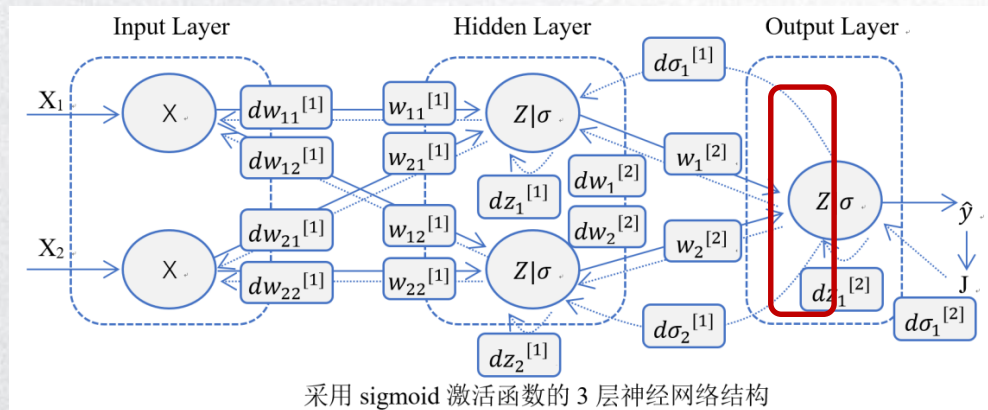 Input Layer
Hidden Layer
Output Layer
dσ₁^[1]
X₁
X
dw₁₁^[1]
w₁₁^[1]
Z|σ
dw₁₂^[1]
w₂₁^[1]
w₁^[2]
dz₁^[1]
dw₁^[2]
Z|σ
ŷ
dw₂₁^[1]
w₁₂^[1]
dw₂^[2]
X₂
X
w₂^[2]
Z|σ
dw₂₂^[1]
w₂₂^[1]
dz₁^[2]
J
dσ₂^[1]
dσ₁^[2]
dz₂^[1]
采用 sigmoid 激活函数的 3 层神经网络结构